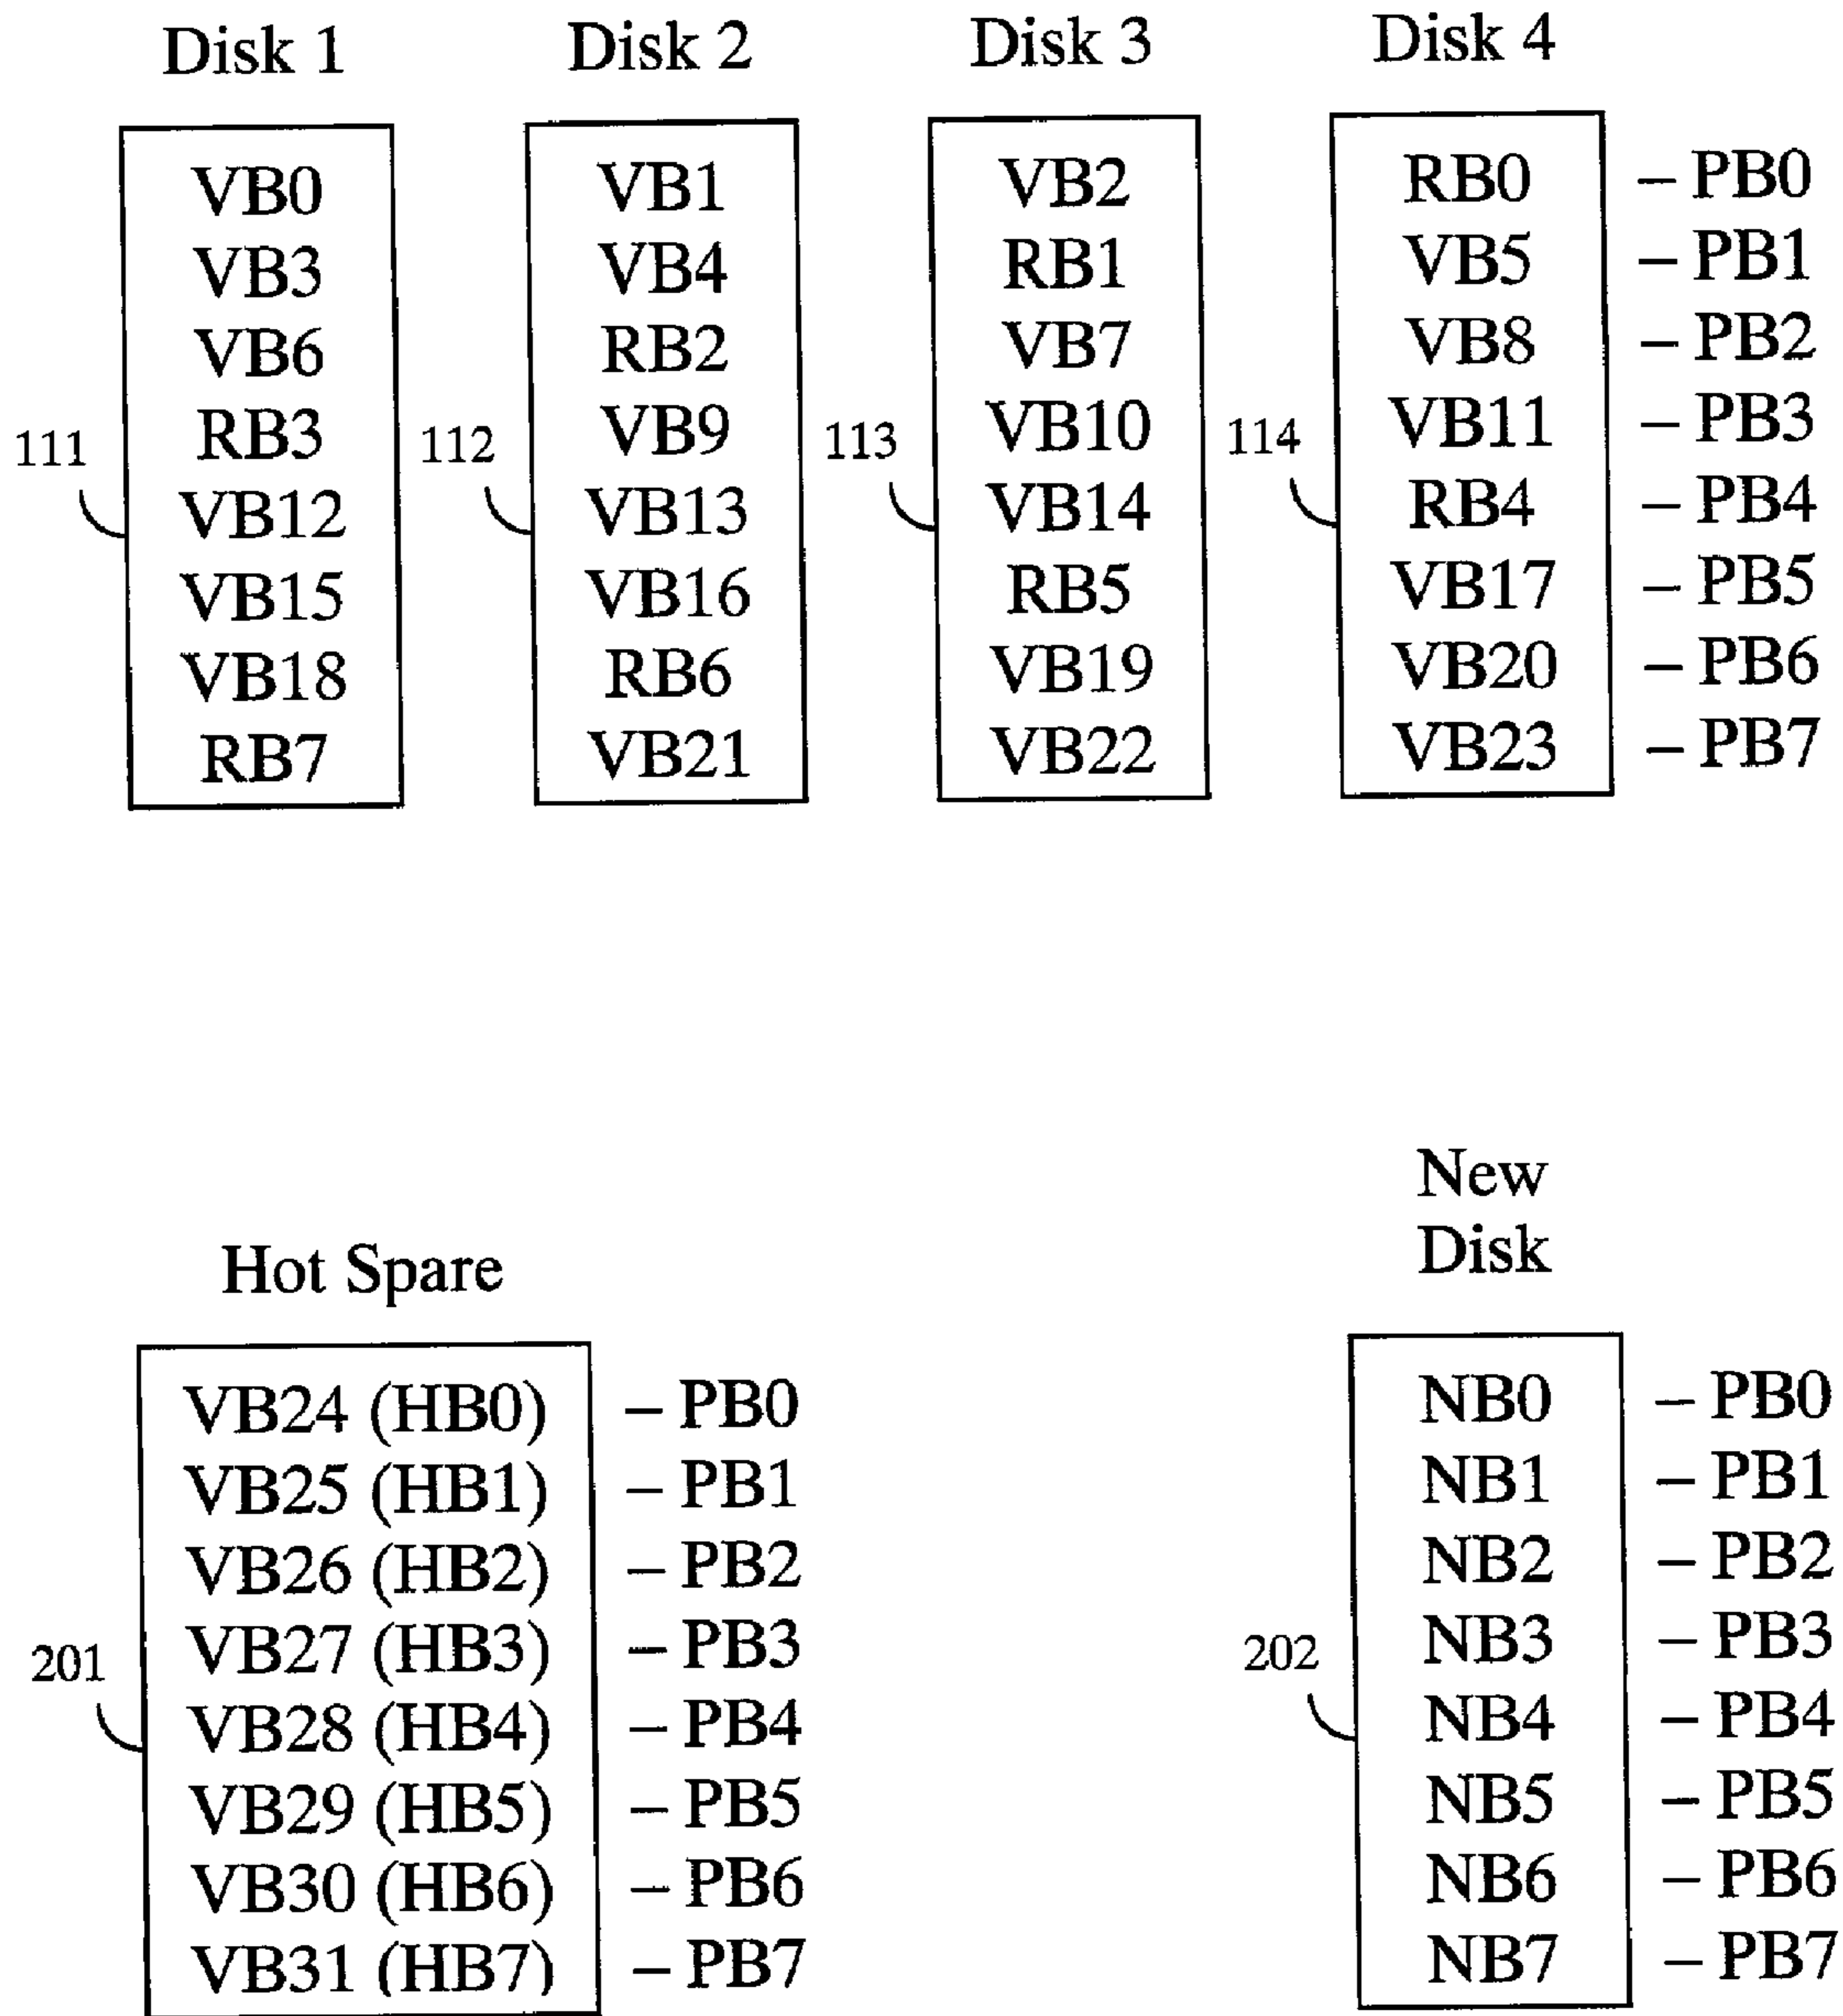 Disk 1 Disk 2 Disk 3 Disk 4
VB0 VB1 VB2 RB0 – PB0
VB3 VB4 RB1 VB5 – PB1
VB6 RB2 VB7 VB8 – PB2
RB3 VB9 VB10 VB11 – PB3
111 112 113 114
VB12 VB13 VB14 RB4 – PB4
VB15 VB16 RB5 VB17 – PB5
VB18 RB6 VB19 VB20 – PB6
RB7 VB21 VB22 VB23 – PB7
Hot Spare
VB24 (HB0) – PB0
VB25 (HB1) – PB1
VB26 (HB2) – PB2
VB27 (HB3) – PB3
201
VB28 (HB4) – PB4
VB29 (HB5) – PB5
VB30 (HB6) – PB6
VB31 (HB7) – PB7
New
Disk
NB0 – PB0
NB1 – PB1
NB2 – PB2
NB3 – PB3
202
NB4 – PB4
NB5 – PB5
NB6 – PB6
NB7 – PB7